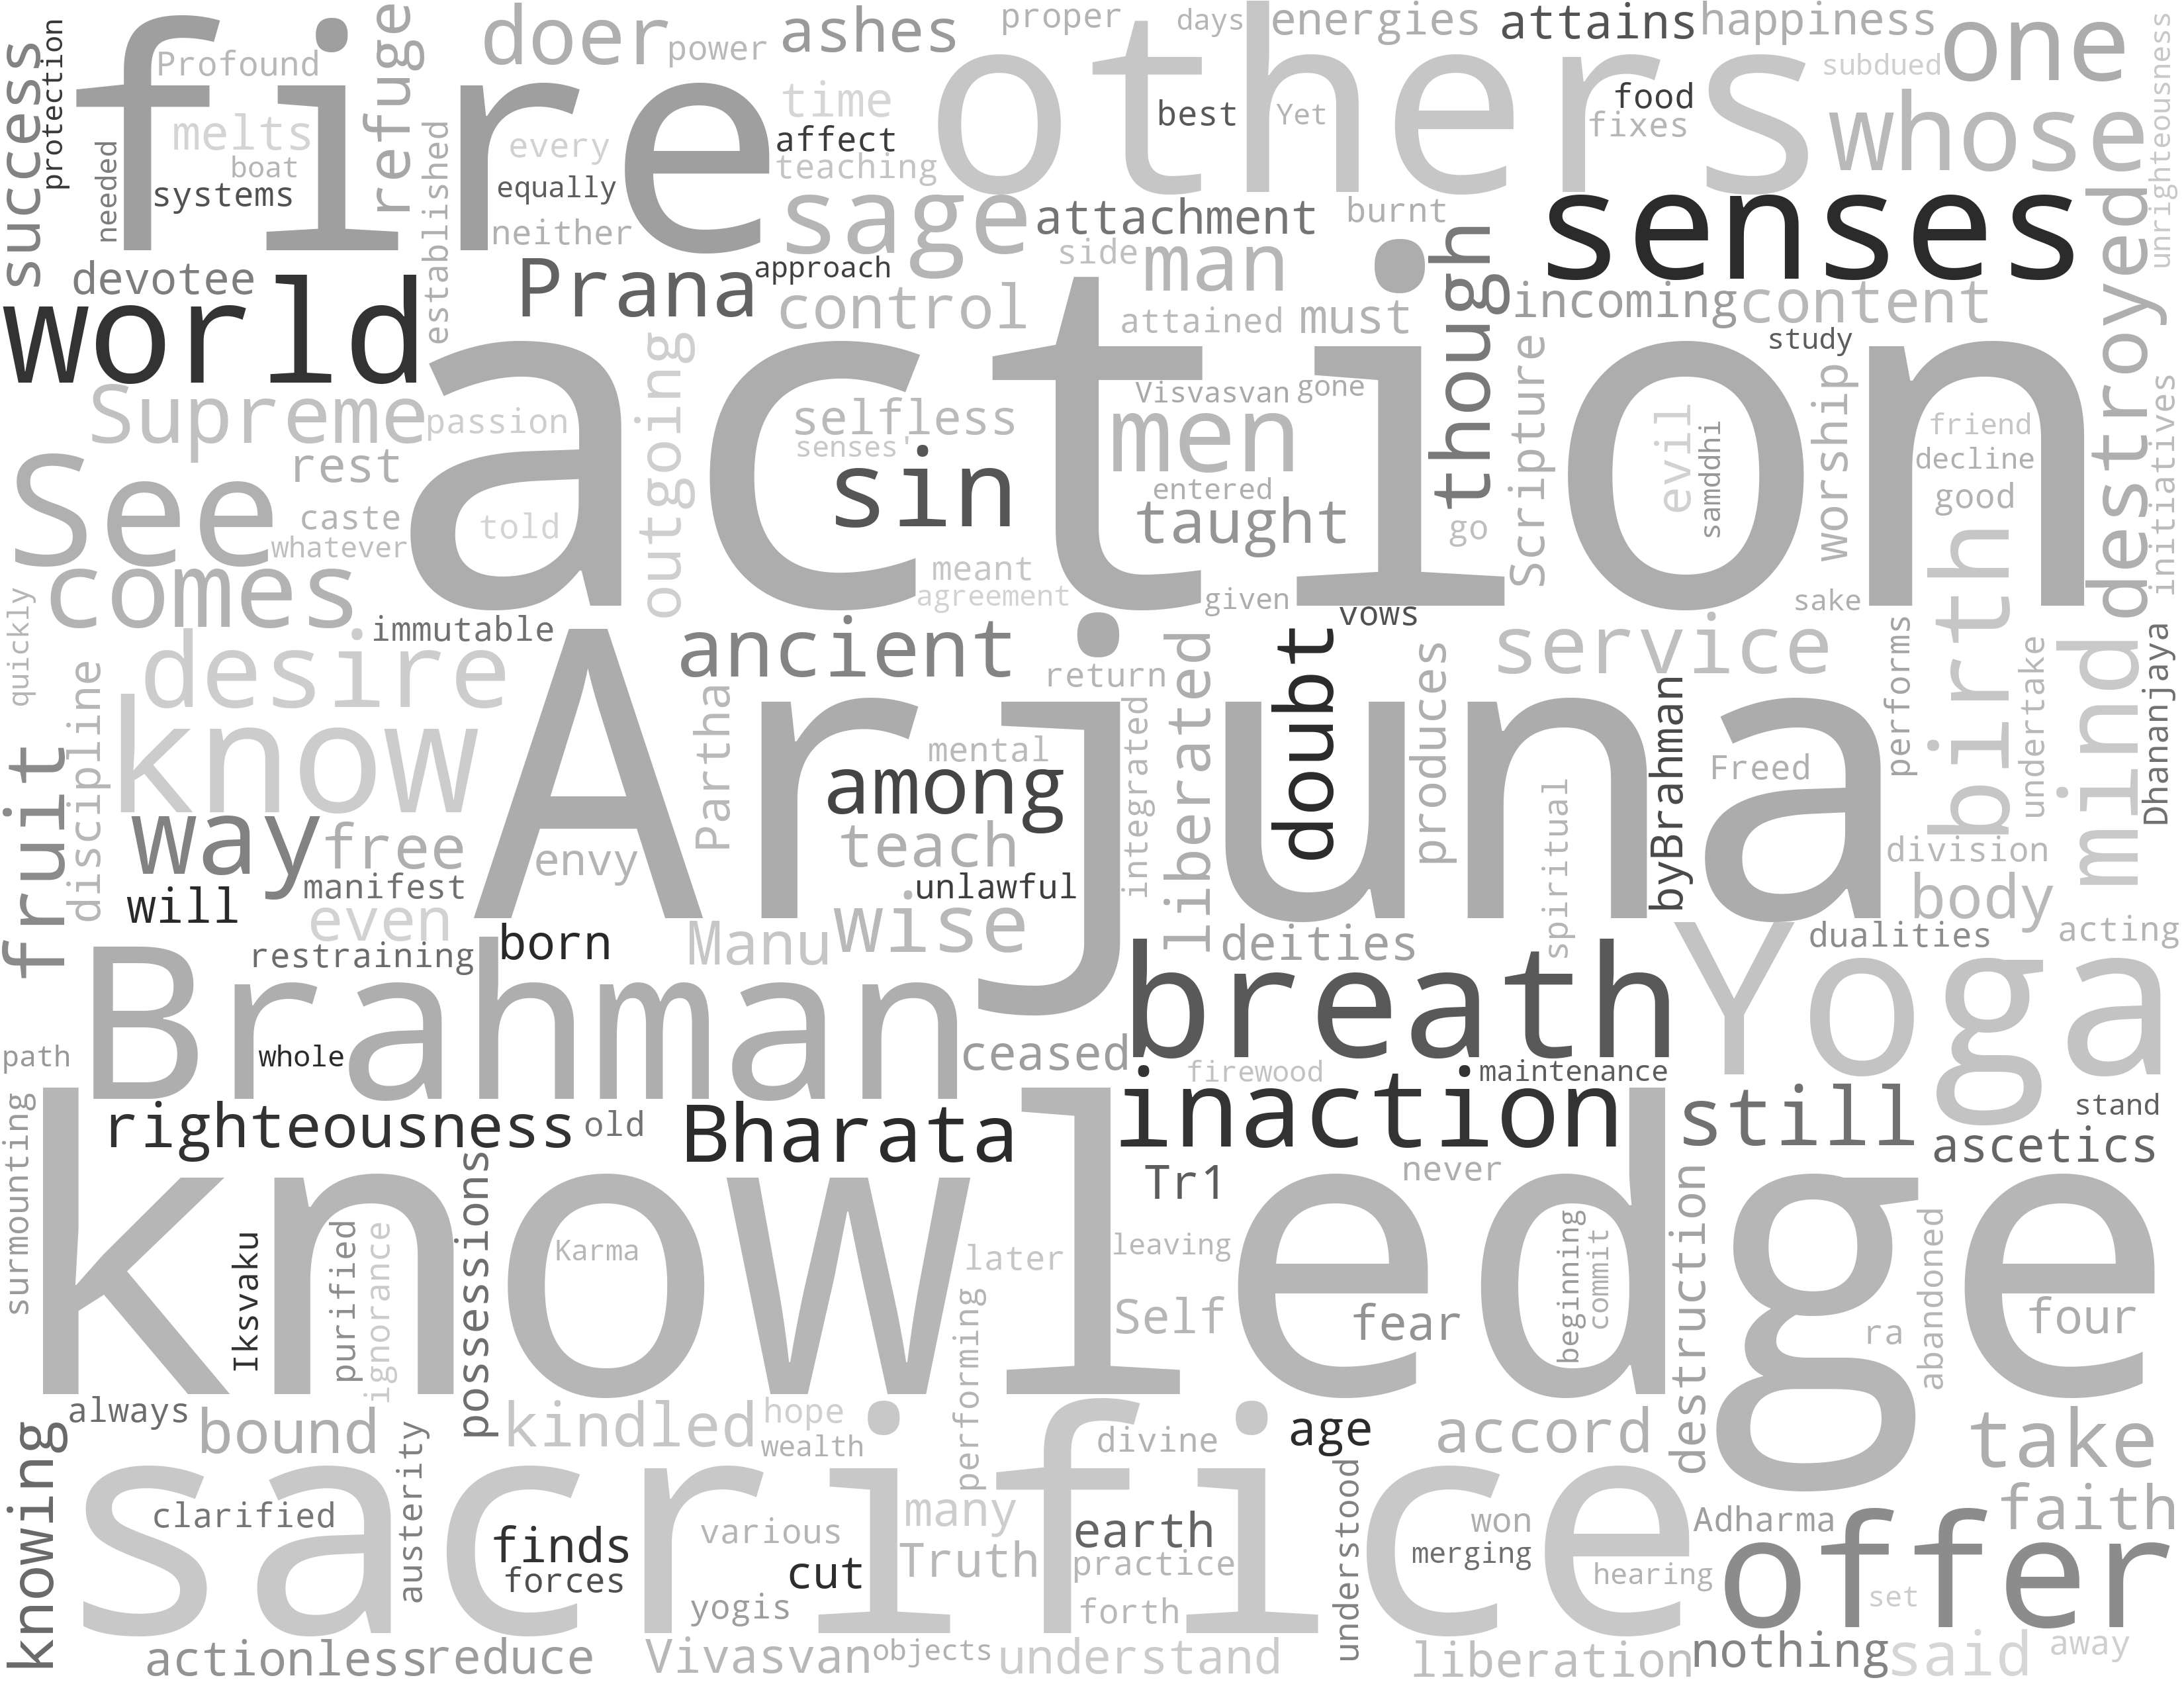 success
protection
fire
Profound
melts
boat
systems
needed
refuge
established
doer
power
ashes
every
equally
neither
time
affect
teaching
sage
others
proper
days
energies
best
Yet
attains
happiness
food
fixes
subdued
one
whose
unrighteousness
attachment
burnt
senses
destroyed
devotee
world
Prana
approach
control
side
man
attained
must
though
incoming
content
study
Supreme
passion
rest
See
caste
whatever
comes
action
told
outgoing
selfless
senses'
sin
meant
agreement
Visvasvan
gone
men
entered
taught
given
go
Scripture
evil
samddhi
worship
friend
decline
good
birth
initiatives
sake
vows
quickly
immutable
desire
discipline
know
ancient
Arjuna
Partha
return
mental
among
teach
unlawful
envy
integrated
liberated
doubt
produces
service
spiritual
byBrahman
Freed
performs
undertake
mind
Dhananjaya
division
body
fruit
way
free
manifest
will
even
restraining
born
Manu
wise
deities
dualities
acting
Brahman
whole
path
ceased
breath
Yoga
firewood
maintenance
surmounting
righteousness
old
Bharata
inaction
still
stand
ascetics
knowledge
Iksvaku
purified
ignorance
possessions
Karma
later
performing
Tr1
never
leaving
Self
fear
beginning
commit
destruction
ra
abandoned
four
knowing
always
bound
austerity
kindled
hope
wealth
divine
age
accord
take
sacrifice
clarified
finds
forces
various
cut
yogis
many
Truth
earth
practice
forth
understood
won
merging
hearing
Adharma
faith
offer
set
actionless
reduce
Vivasvan
objects
understand
liberation
nothing
said
away